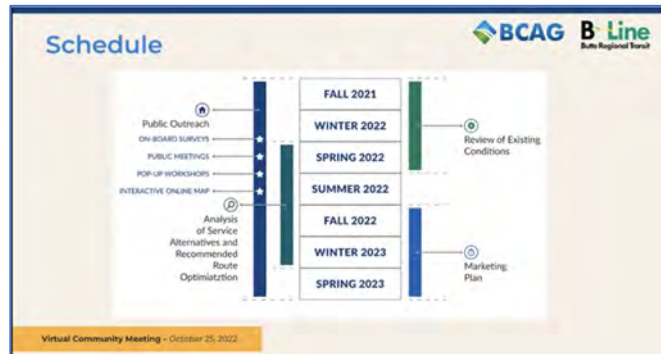 Schedule
BCAG
B Line
Butte Regional Transit
FALL 2021
WINTER 2022
SPRING 2022
SUMMER 2022
FALL 2022
WINTER 2023
SPRING 2023
Public Outreach
ON-BOARD SURVEYS
PUBLIC MEETINGS
POP-UP WORKSHOPS
INTERACTIVE ONLINE MAP
Analysis
of Service
Alternatives and
Recommended
Route
Optimiatztion
Review of Existing
Conditions
Marketing
Plan
Virtual Community Meeting - October 25, 2022